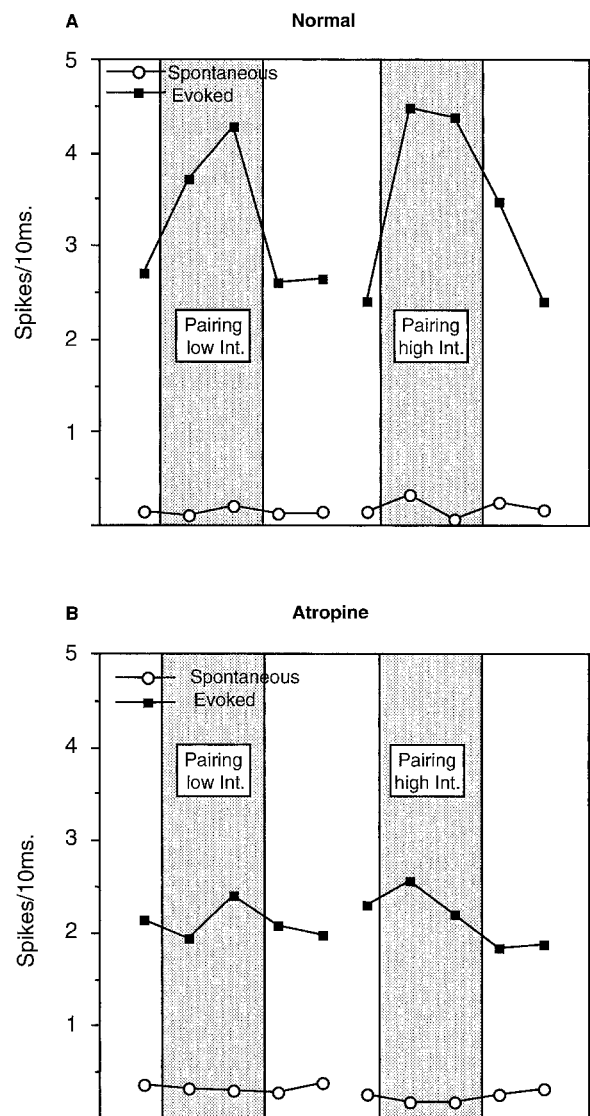 A Normal
5
Spontaneous
Evoked
4
3
Pairing
low Int.
Pairing
high Int.
2
1
Spikes/10ms.
B Atropine
5
Spontaneous
Evoked
4
Pairing
low Int.
Pairing
high Int.
3
2
1
Spikes/10ms.